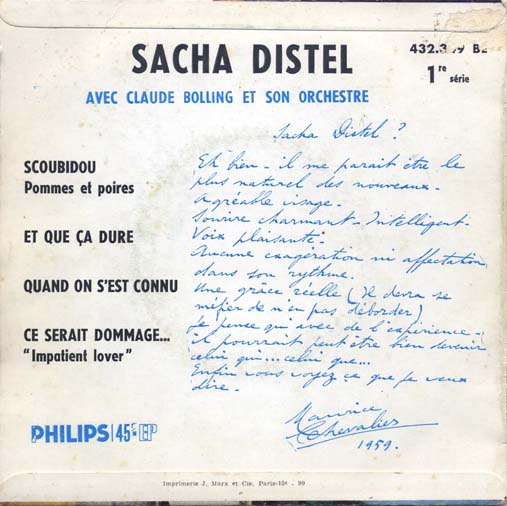 SACHA DISTEL
AVEC CLAUDE BOLLING ET SON ORCHESTRE
432.3 9 BE
1re série
SCOUBIDOU
Pommes et poires
ET QUE ÇA DURE
QUAND ON S'EST CONNU
CE SERAIT DOMMAGE...
"Impatient lover"
Sacha Distel ?
Eh bien - il me parait être le
plus naturel des nouveaux -
agréable visage -
Sourire charmant - Intelligent -
Voix plaisante -
Aucune exagération ni affectation
dans son rythme.
Une grâce réelle (Il devra se
méfier de n'en pas déborder)
Je pense qu'avec de l'expérience -
il pourrait peut être bien devenir
celui qui... celui que...
Enfin vous voyez ce que je veux
dire -
Maurice
Chevalier
1959.
PHILIPS 45t EP
Imprimerie J. Marx et Cie, Paris-15e - 99